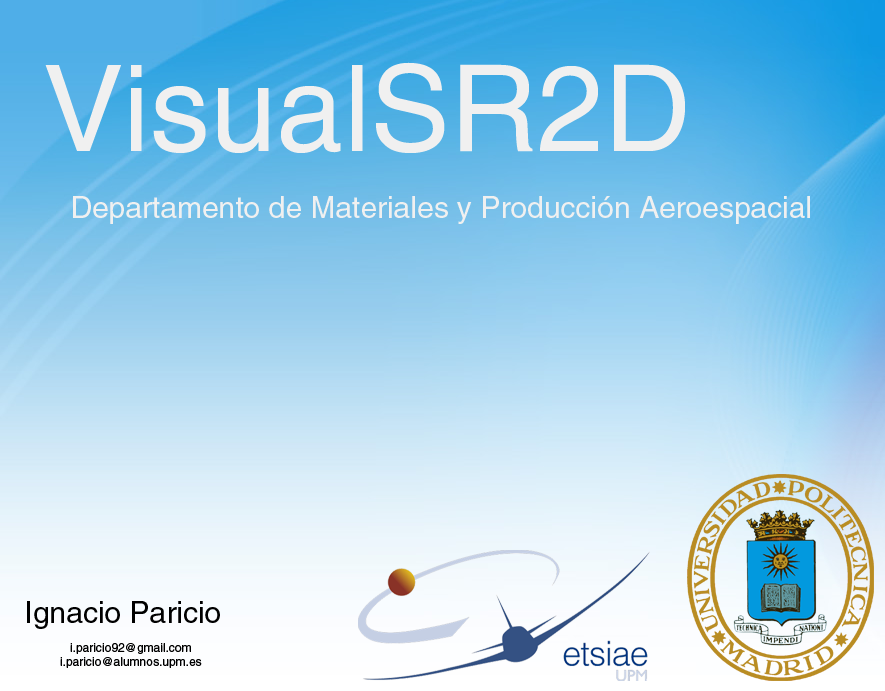 VisualSR2D
Departamento de Materiales y Producción Aeroespacial
Ignacio Paricio
i.paricio92@gmail.com
i.paricio@alumnos.upm.es
etsiae
UPM
UNIVERSIDAD POLITECNICA
MADRID
TECHNICA
IMPENDI
NATIONI